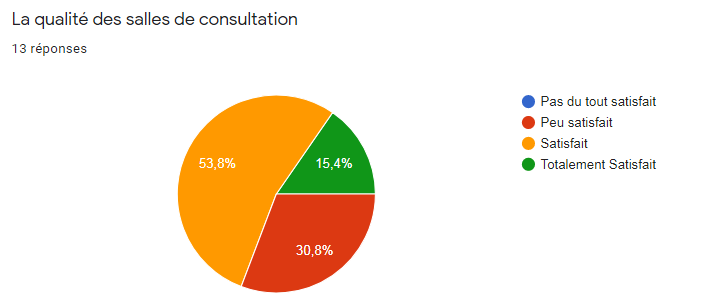 La qualité des salles de consultation
13 réponses
Pas du tout satisfait
Peu satisfait
Satisfait
Totalement Satisfait
53,8%
15,4%
30,8%